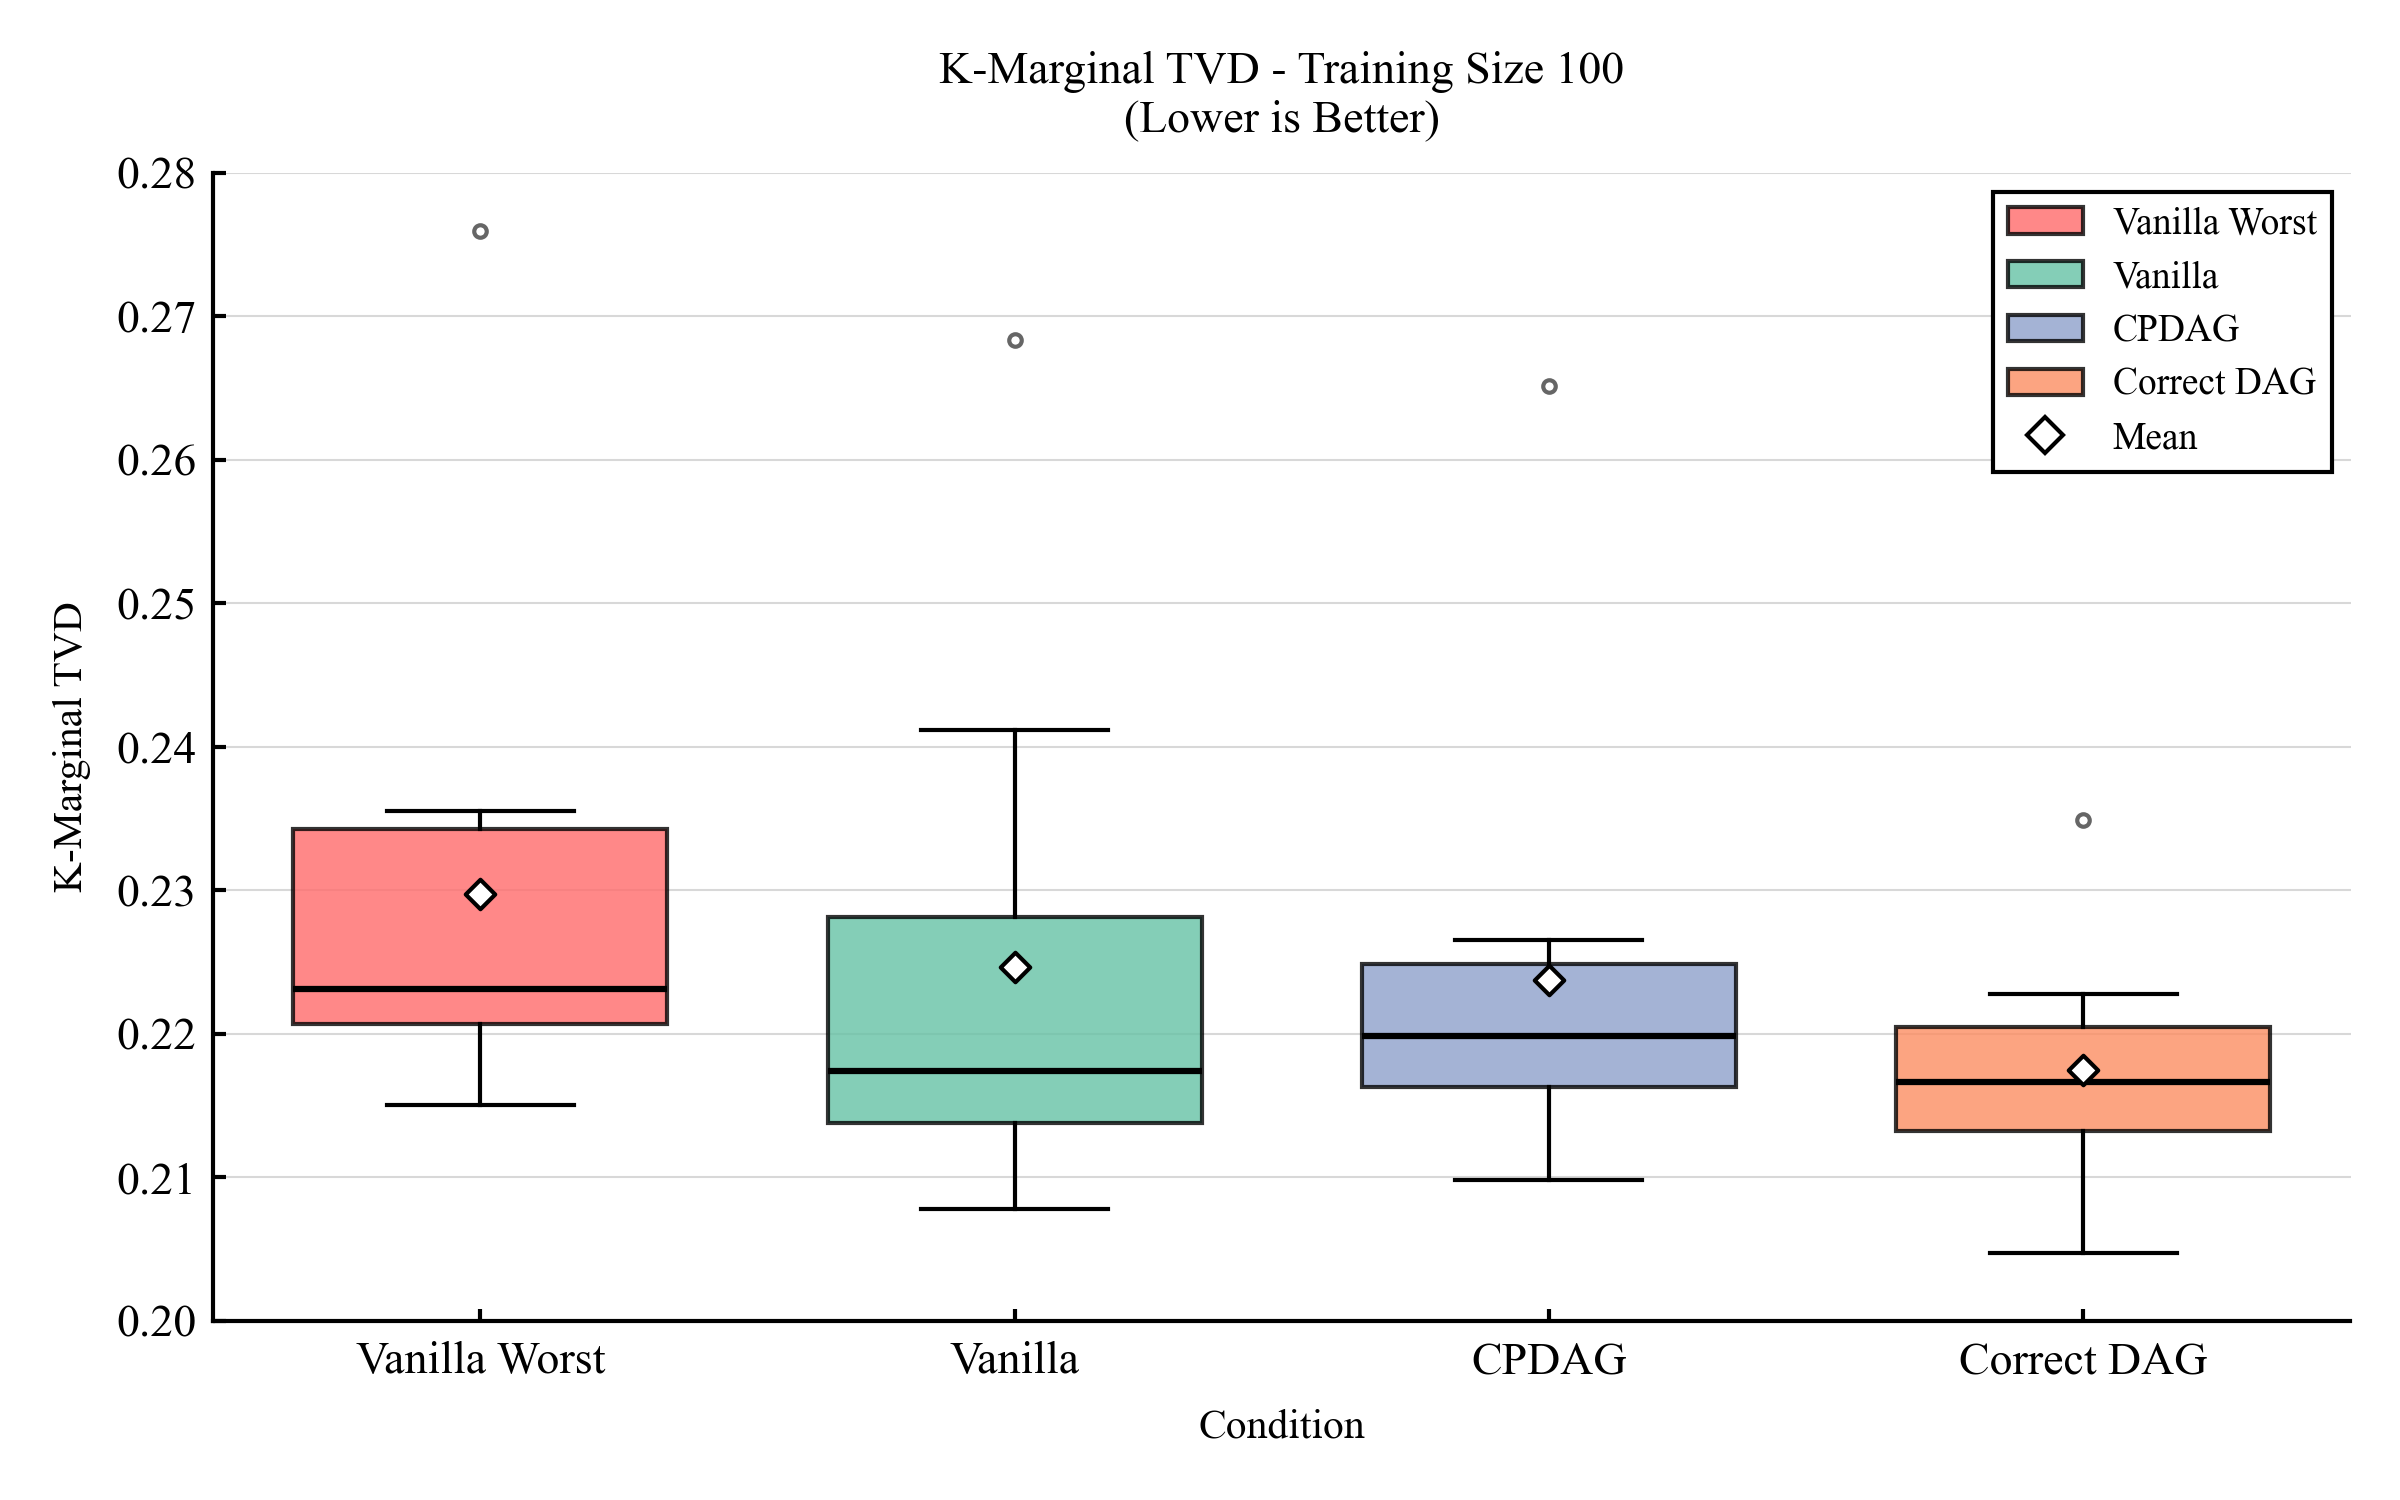 K-Marginal TVD - Training Size 100
(Lower is Better)
0.28
0.27
0.26
0.25
0.24
0.23
0.22
0.21
0.20
K-Marginal TVD
Vanilla Worst
Vanilla
CPDAG
Correct DAG
Mean
Vanilla Worst
Vanilla
CPDAG
Correct DAG
Condition